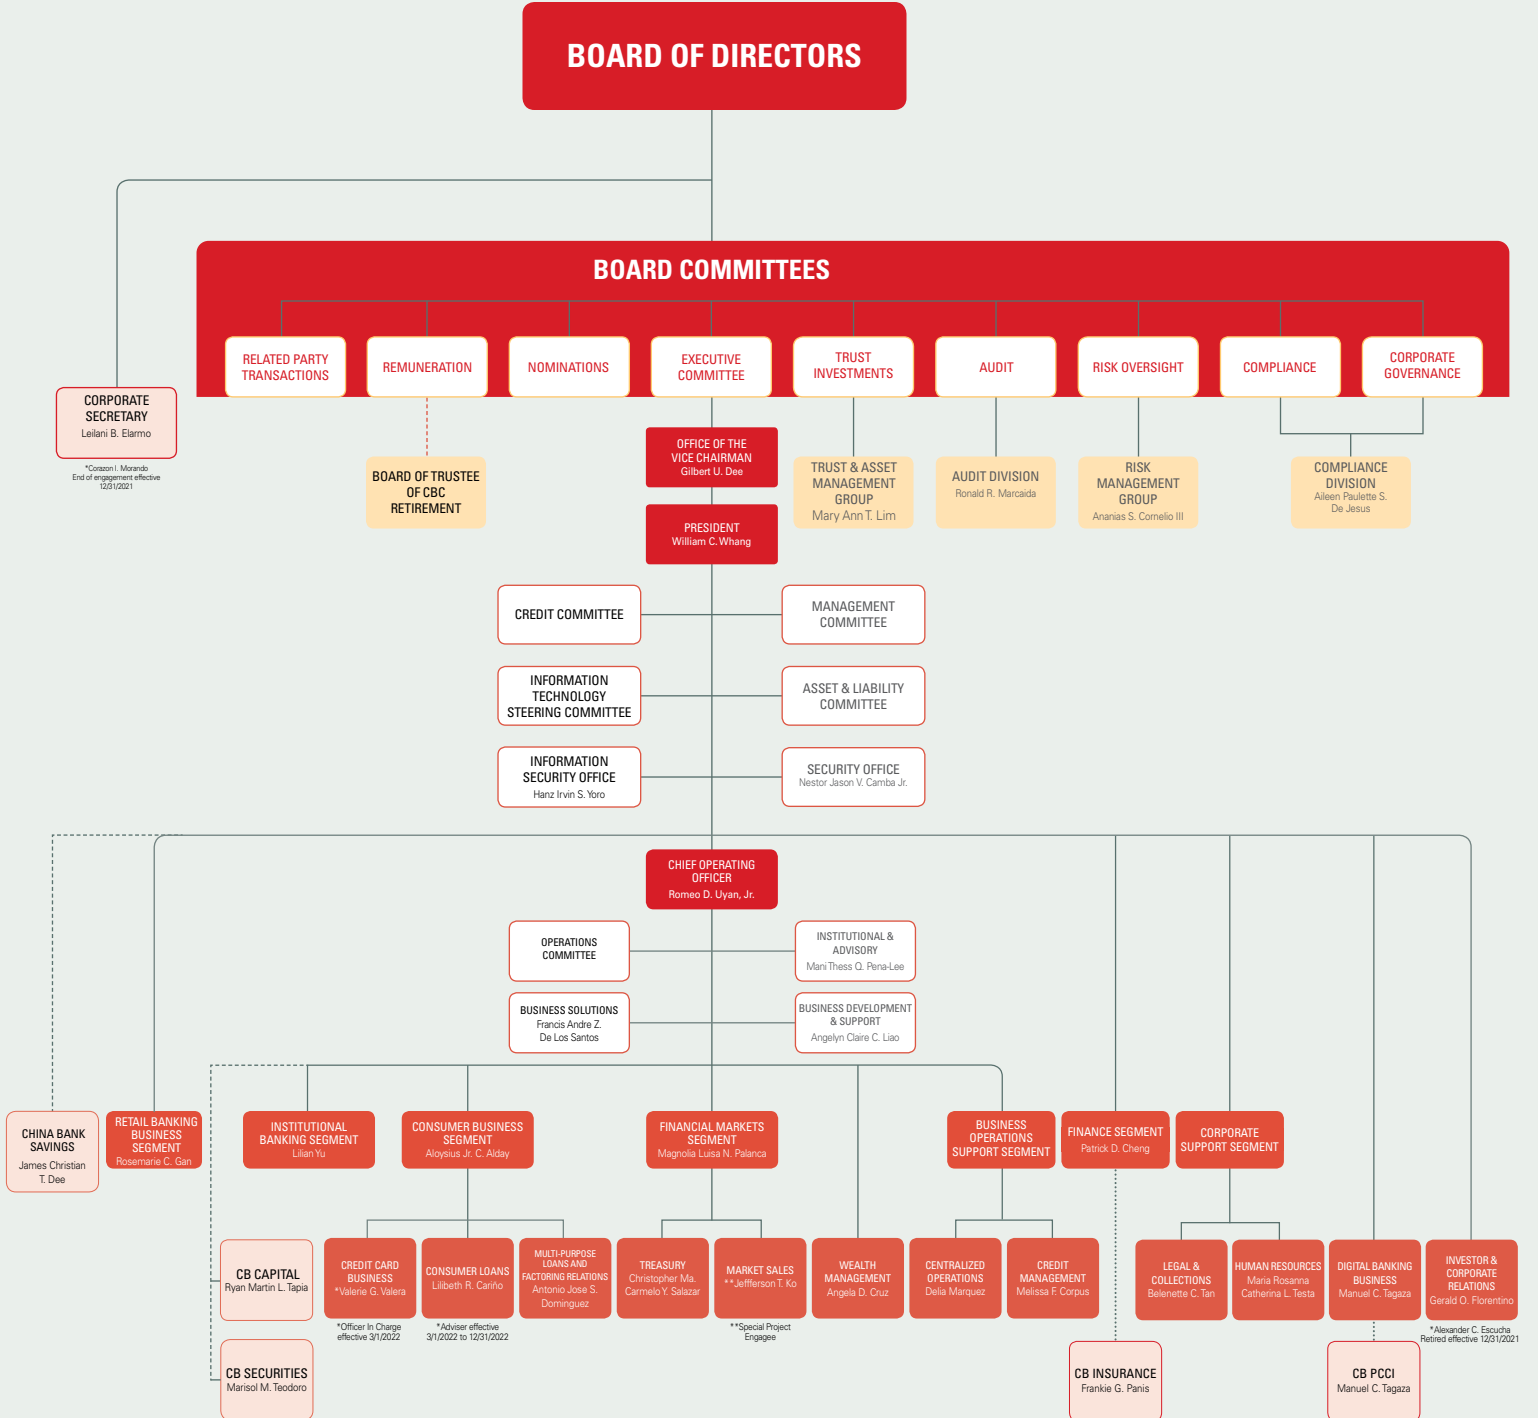 BOARD OF DIRECTORS
BOARD COMMITTEES
RELATED PARTY
TRANSACTIONS
REMUNERATION
NOMINATIONS
EXECUTIVE
COMMITTEE
TRUST
INVESTMENTS
AUDIT
RISK OVERSIGHT
COMPLIANCE
CORPORATE
GOVERNANCE
CORPORATE
SECRETARY
Leilani B. Elarmo
*Corazon I. Morando
End of engagement effective
12/31/2021
BOARD OF TRUSTEE
OF CBC
RETIREMENT
OFFICE OF THE
VICE CHAIRMAN
Gilbert U. Dee
TRUST & ASSET
MANAGEMENT
GROUP
Mary Ann T. Lim
AUDIT DIVISION
Ronald R. Marcaida
RISK
MANAGEMENT
GROUP
Ananias S. Cornelio III
COMPLIANCE
DIVISION
Aileen Paulette S.
De Jesus
PRESIDENT
William C. Whang
CREDIT COMMITTEE
MANAGEMENT
COMMITTEE
INFORMATION
TECHNOLOGY
STEERING COMMITTEE
ASSET & LIABILITY
COMMITTEE
INFORMATION
SECURITY OFFICE
Hanz Irvin S. Yoro
SECURITY OFFICE
Nestor Jason V. Camba Jr.
CHIEF OPERATING
OFFICER
Romeo D. Uyan, Jr.
OPERATIONS
COMMITTEE
INSTITUTIONAL &
ADVISORY
Mani Thess Q. Pena-Lee
BUSINESS SOLUTIONS
Francis Andre Z.
De Los Santos
BUSINESS DEVELOPMENT
& SUPPORT
Angelyn Claire C. Liao
CHINA BANK
SAVINGS
James Christian
T. Dee
RETAIL BANKING
BUSINESS
SEGMENT
Rosemarie C. Gan
INSTITUTIONAL
BANKING SEGMENT
Lilian Yu
CONSUMER BUSINESS
SEGMENT
Aloysius Jr. C. Alday
FINANCIAL MARKETS
SEGMENT
Magnolia Luisa N. Palanca
BUSINESS
OPERATIONS
SUPPORT SEGMENT
FINANCE SEGMENT
Patrick D. Cheng
CORPORATE
SUPPORT SEGMENT
CB CAPITAL
Ryan Martin L. Tapia
CREDIT CARD
BUSINESS
*Valerie G. Valera
*Officer In Charge
effective 3/1/2022
CONSUMER LOANS
Lilibeth R. Cariño
*Adviser effective
3/1/2022 to 12/31/2022
MULTI-PURPOSE
LOANS AND
FACTORING RELATIONS
Antonio Jose S.
Dominguez
TREASURY
Christopher Ma.
Carmelo Y. Salazar
MARKET SALES
**Jeffferson T. Ko
**Special Project
Engagee
WEALTH
MANAGEMENT
Angela D. Cruz
CENTRALIZED
OPERATIONS
Delia Marquez
CREDIT
MANAGEMENT
Melissa F. Corpus
LEGAL &
COLLECTIONS
Belenette C. Tan
HUMAN RESOURCES
Maria Rosanna
Catherina L. Testa
DIGITAL BANKING
BUSINESS
Manuel C. Tagaza
INVESTOR &
CORPORATE
RELATIONS
Gerald O. Florentino
*Alexander C. Escucha
Retired effective 12/31/2021
CB SECURITIES
Marisol M. Teodoro
CB INSURANCE
Frankie G. Panis
CB PCCI
Manuel C. Tagaza